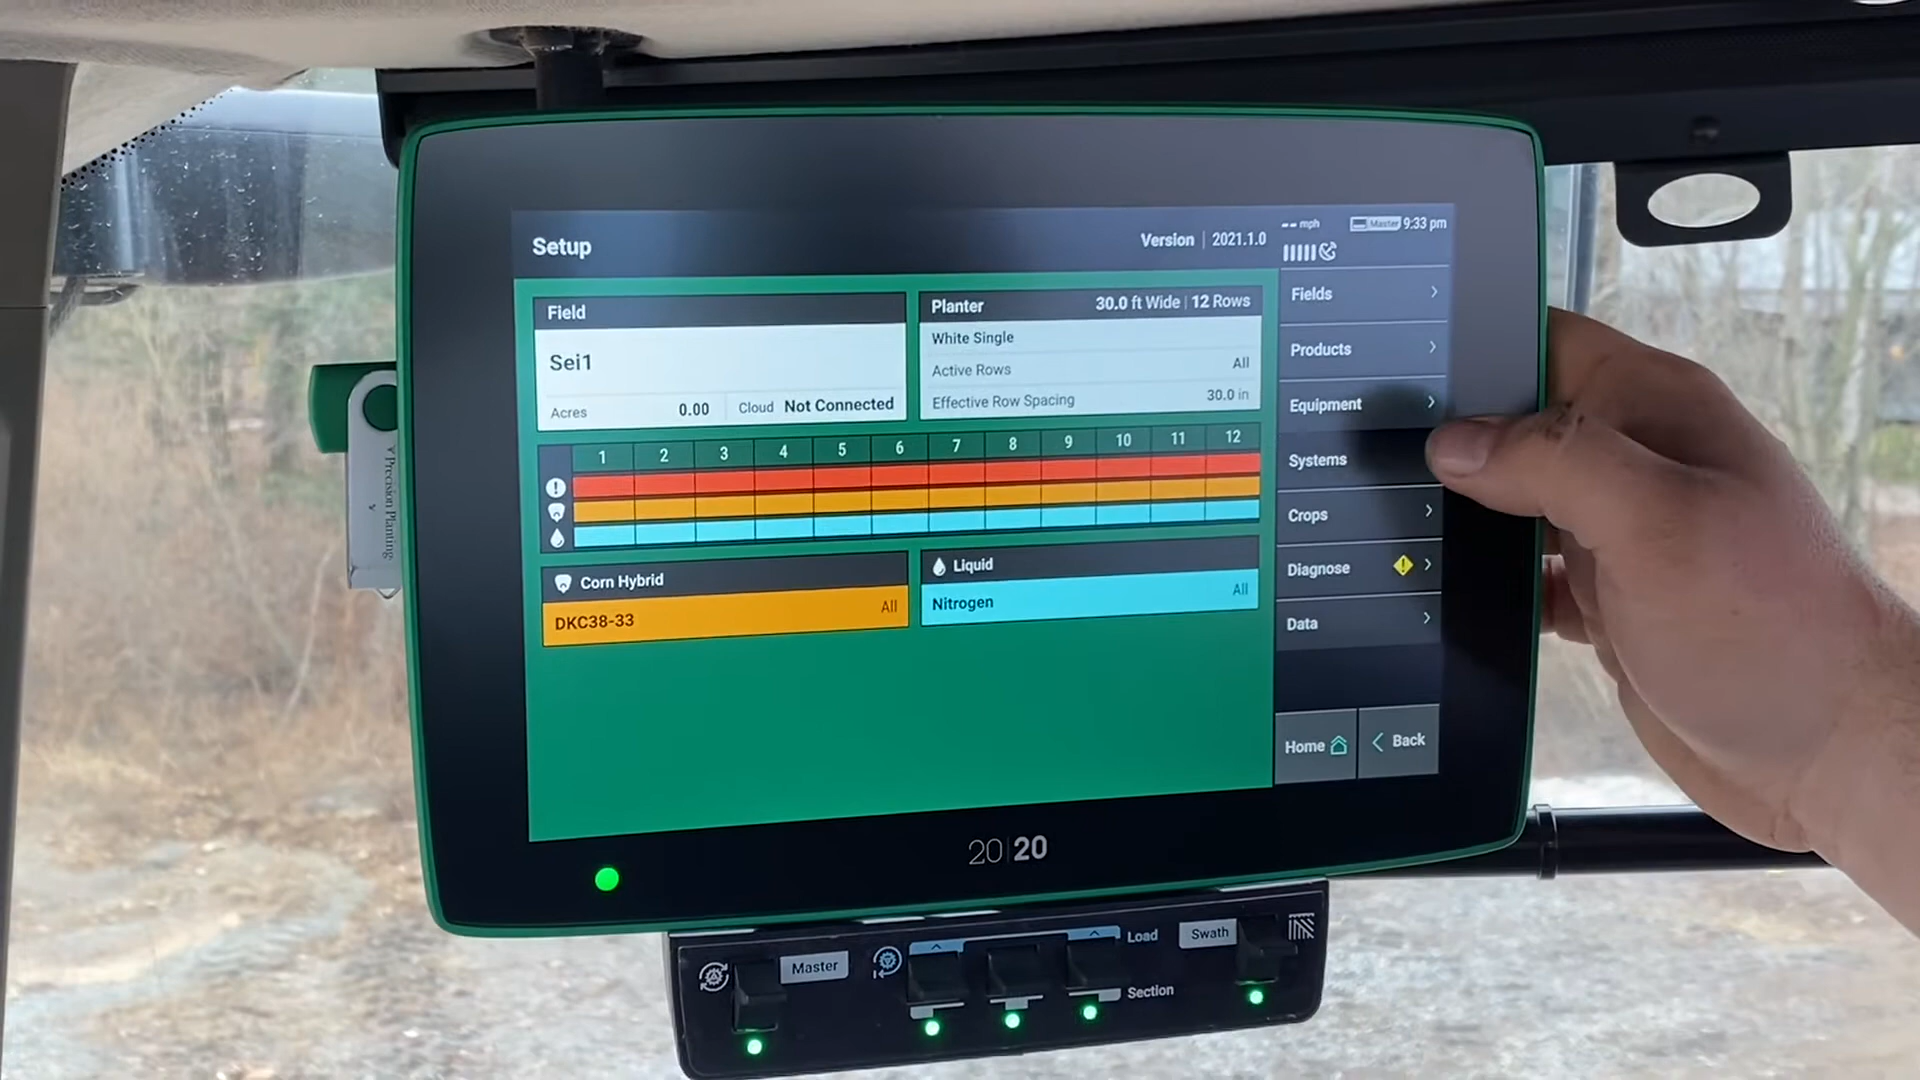 Setup
Version | 2021.1.0
-- mph
Master 9:33 pm
Field
Sei1
Acres 0.00 Cloud Not Connected
Planter 30.0 ft Wide | 12 Rows
White Single
Active Rows All
Effective Row Spacing 30.0 in
1 2 3 4 5 6 7 8 9 10 11 12
Corn Hybrid
DKC38-33 All
Liquid
Nitrogen All
Fields
Products
Equipment
Systems
Crops
Diagnose
Data
Home
Back
20|20
Precision Planting
Master
Load
Section
Swath